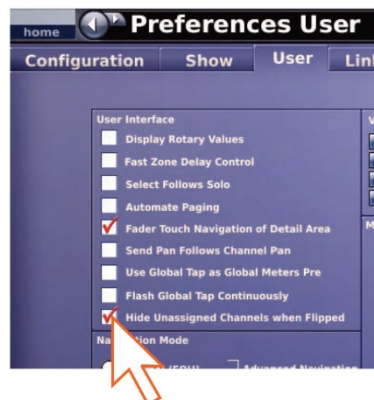 home
Preferences User
Configuration Show User
User Interface
Display Rotary Values
Fast Zone Delay Control
Select Follows Solo
Automate Paging
Fader Touch Navigation of Detail Area
Send Pan Follows Channel Pan
Use Global Tap as Global Meters Pre
Flash Global Tap Continuously
Hide Unassigned Channels when Flipped
Mode